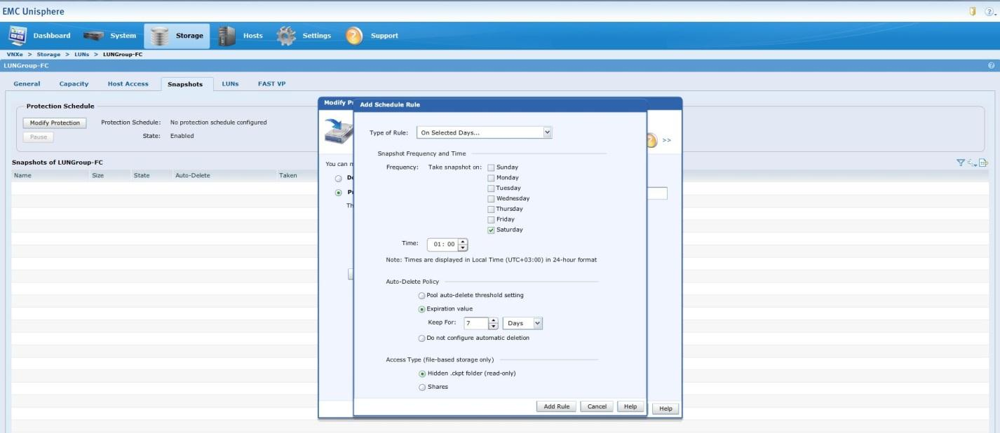 EMC Unisphere
Dashboard System Storage Hosts Settings Support
VNXe > Storage > LUNs > LUNGroup-FC
LUNGroup-FC
General Capacity Host Access Snapshots LUNs FAST VP
Protection Schedule
Modify Protection Protection Schedule: No protection schedule configured
Pause State: Enabled
Snapshots of LUNGroup-FC
Name Size State Auto-Delete Taken
Modify P
>>
You can m
Th
Help
Add Schedule Rule
Type of Rule: On Selected Days...
Snapshot Frequency and Time
Frequency: Take snapshot on: Sunday
Monday
Tuesday
Wednesday
Thursday
Friday
Saturday
Time: 01: 00
Note: Times are displayed in Local Time (UTC+03:00) in 24-hour format
Auto-Delete Policy
Pool auto-delete threshold setting
Expiration value
Keep For: 7 Days
Do not configure automatic deletion
Access Type (file-based storage only)
Hidden .ckpt folder (read-only)
Shares
Add Rule Cancel Help